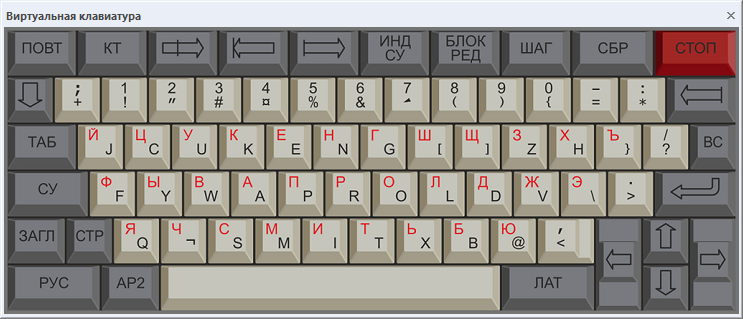 Виртуальная клавиатура
ПОВТ КТ ИНД СУ БЛОК РЕД ШАГ СБР СТОП
; + 1 ! 2 " 3 # 4 ¤ 5 % 6 & 7 8 ( 9 ) 0 { - = : *
ТАБ Й J Ц C У U К K Е E Н N Г G Ш [ Щ ] З Z Х H Ъ } / ? ВС
СУ Ф F Ы Y В W А A П P Р R О O Л L Д D Ж V Э \ . >
ЗАГЛ СТР Я Q Ч ¬ С S М M И I Т T Ь X Б B Ю @ , <
РУС АР2 ЛАТ